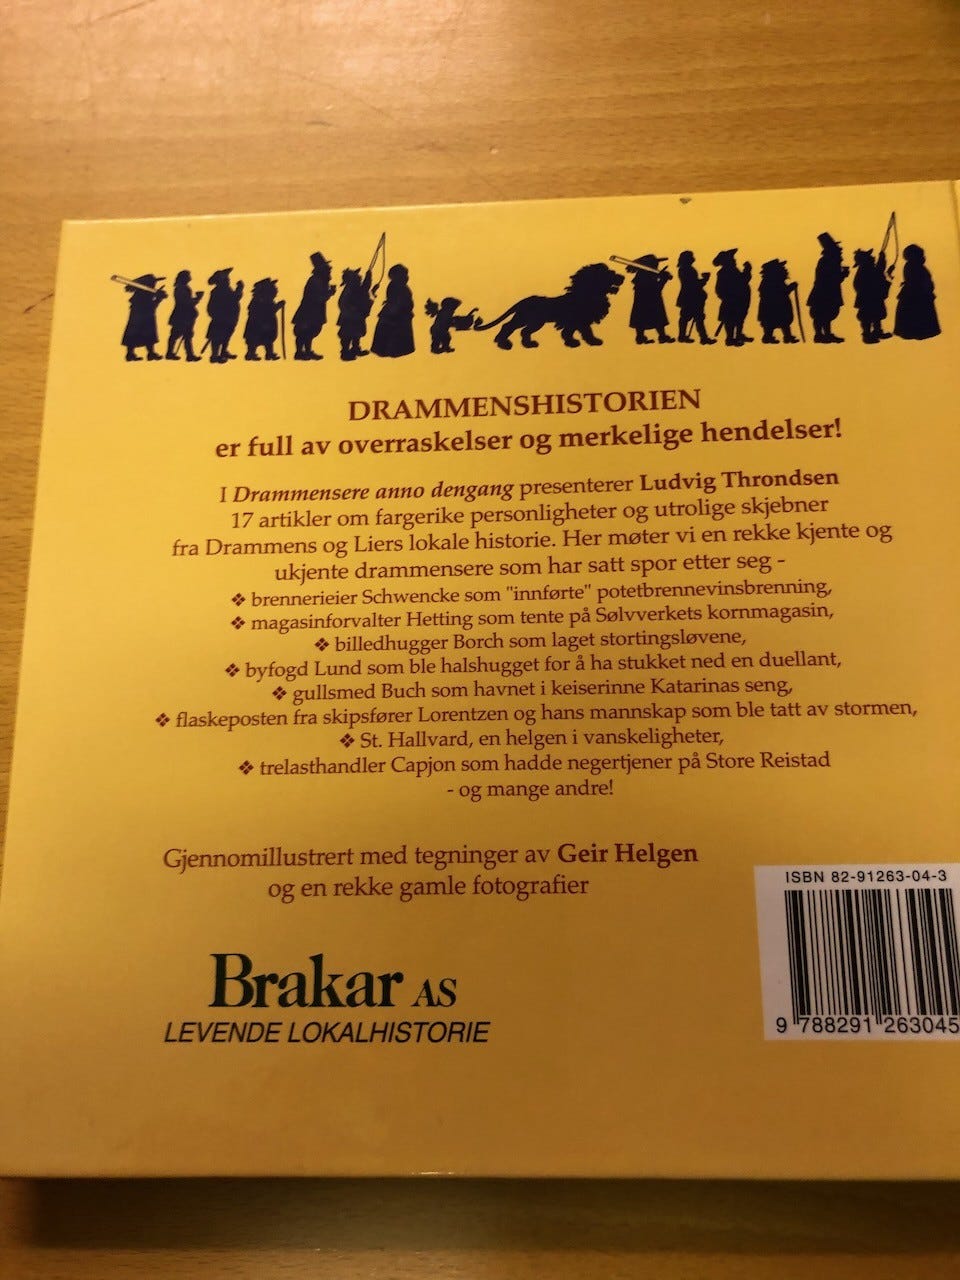 DRAMMENSHISTORIEN
er full av overraskelser og merkelige hendelser!
I Drammensere anno dengang presenterer Ludvig Throndsen
17 artikler om fargerike personligheter og utrolige skjebner
fra Drammens og Liers lokale historie. Her møter vi en rekke kjente og
ukjente drammensere som har satt spor etter seg -
❖ brennerieier Schwencke som "innførte" potetbrennevinsbrenning,
❖ magasinforvalter Hetting som tente på Sølvverkets kornmagasin,
❖ billedhugger Borch som laget stortingsløvene,
❖ byfogd Lund som ble halshugget for å ha stukket ned en duellant,
❖ gullsmed Buch som havnet i keiserinne Katarinas seng,
❖ flaskeposten fra skipsfører Lorentzen og hans mannskap som ble tatt av stormen,
❖ St. Hallvard, en helgen i vanskeligheter,
❖ trelasthandler Capjon som hadde negertjener på Store Reistad
- og mange andre!
Gjennomillustrert med tegninger av Geir Helgen
og en rekke gamle fotografier
ISBN 82-91263-04-3
9 788291 263045
Brakar AS
LEVENDE LOKALHISTORIE